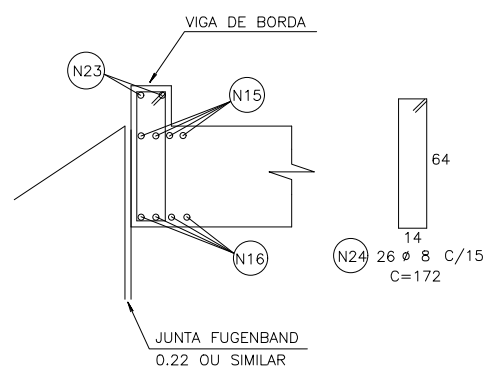 VIGA DE BORDA
N23
N15
64
14
N16
N24 26 ø 8 C/15
C=172
JUNTA FUGENBAND
0.22 OU SIMILAR